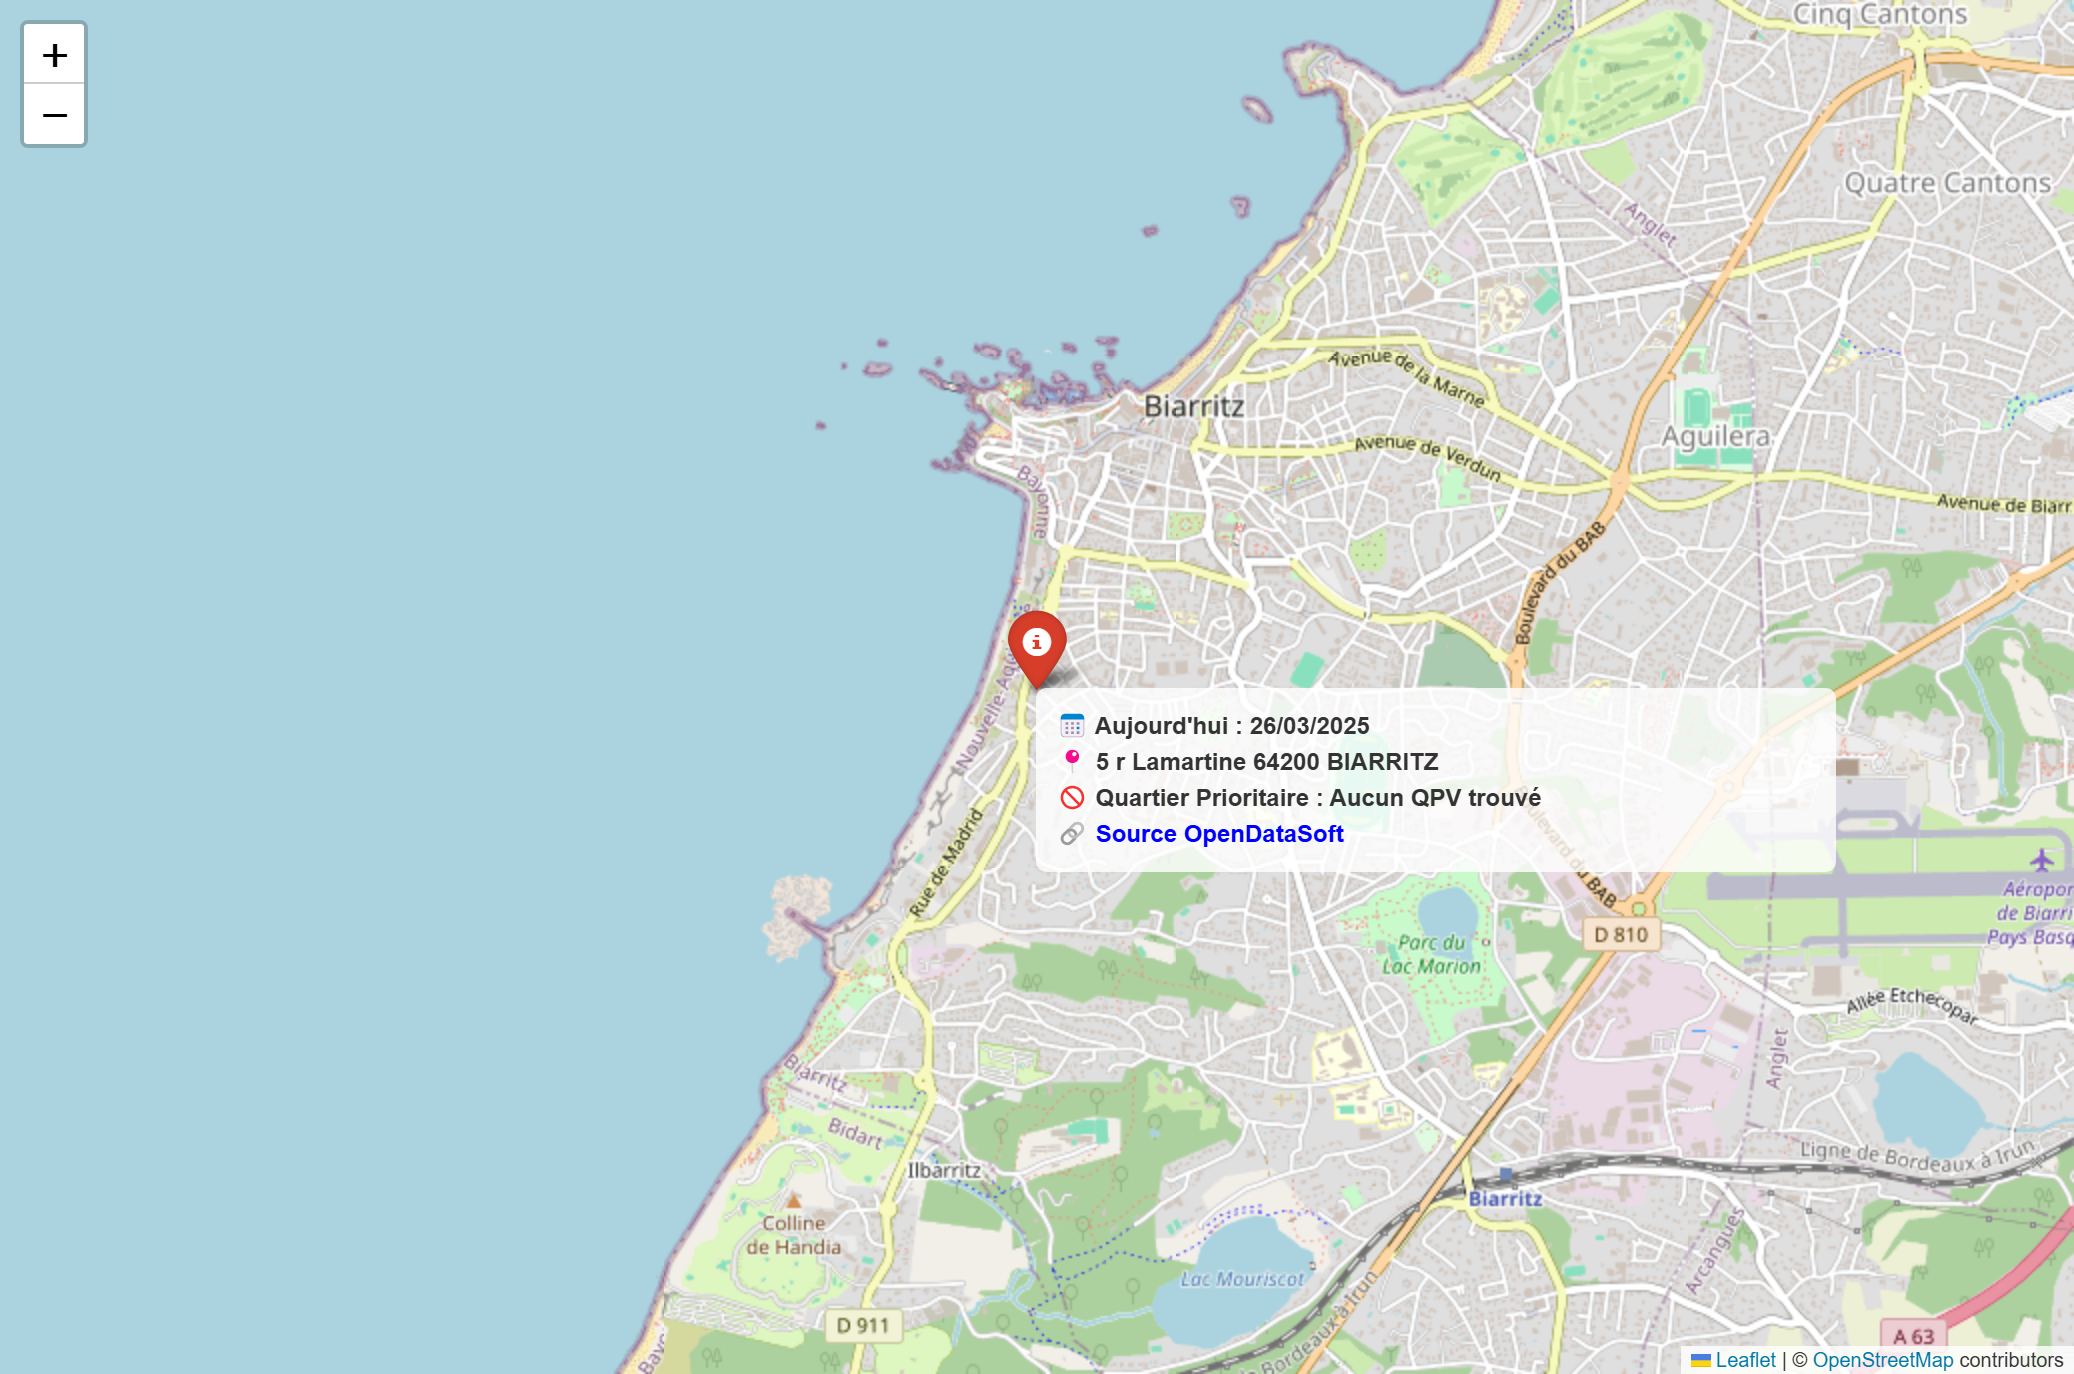 +
−
Cinq Cantons
Quatre Cantons
Anglet
Avenue de la Marne
Biarritz
Aguilera
Avenue de Verdun
Avenue de Biarr
Bayonne
Boulevard du BAB
Nouvelle-Aq
Aujourd'hui : 26/03/2025
5 r Lamartine 64200 BIARRITZ
Quartier Prioritaire : Aucun QPV trouvé
Source OpenDataSoft
Boulevard du BAB
Rue de Madrid
Aéropor
de Biarri
Pays Basq
D 810
Parc du
Lac Marion
Allée Etchecopar
Anglet
Biarritz
Bidart
Ilbarritz
Ligne de Bordeaux à Irun
Biarritz
Colline
de Handia
Arcangues
Lac Mouriscot
D 911
Bordeaux à Irun
A 63
Bay
Leaflet | © OpenStreetMap contributors